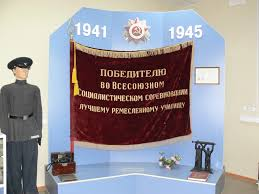 1941 1945
ПОБЕДИТЕЛЮ
ВО ВСЕСОЮЗНОМ
СОЦИАЛИСТИЧЕСКОМ СОРЕВНОВАНИИ
ЛУЧШЕМУ РЕМЕСЛЕННОМУ УЧИЛИЩУ